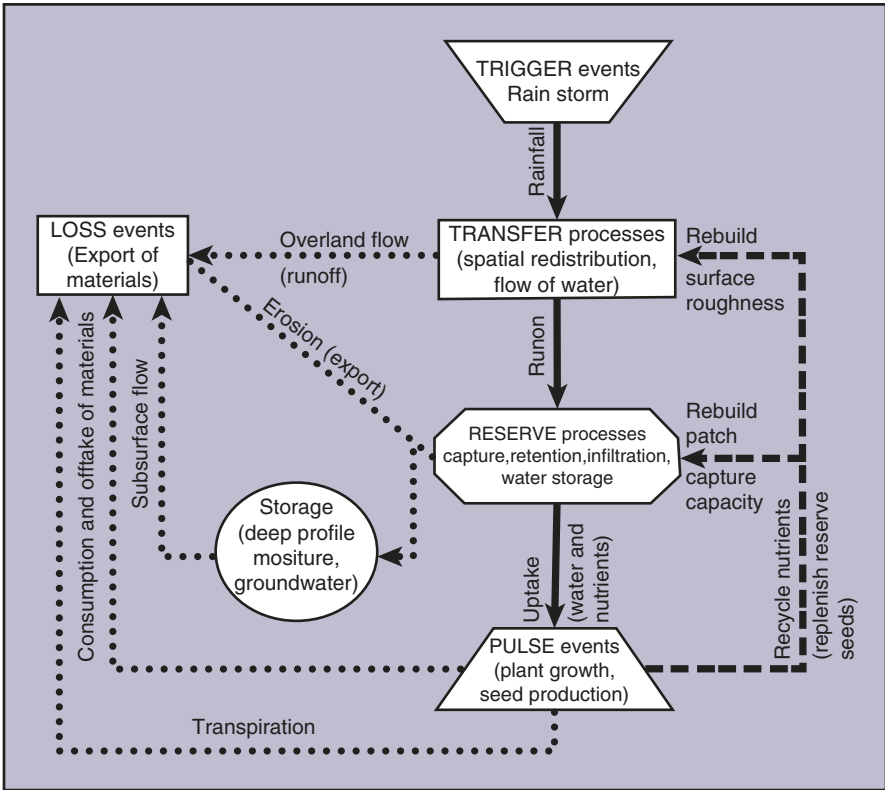 TRIGGER events
Rain storm
Rainfall
LOSS events
(Export of
materials)
Overland flow
(runoff)
TRANSFER processes
(spatial redistribution,
flow of water)
Rebuild
surface
roughness
Erosion (export)
Runon
Consumption and offtake of materials
Subsurface flow
RESERVE processes
capture,retention,infiltration,
water storage
Rebuild
patch
capture
capacity
Storage
(deep profile
mositure,
groundwater)
Uptake
(water and
nutrients)
Recycle nutrients
(replenish reserve
seeds)
PULSE events
(plant growth,
seed production)
Transpiration